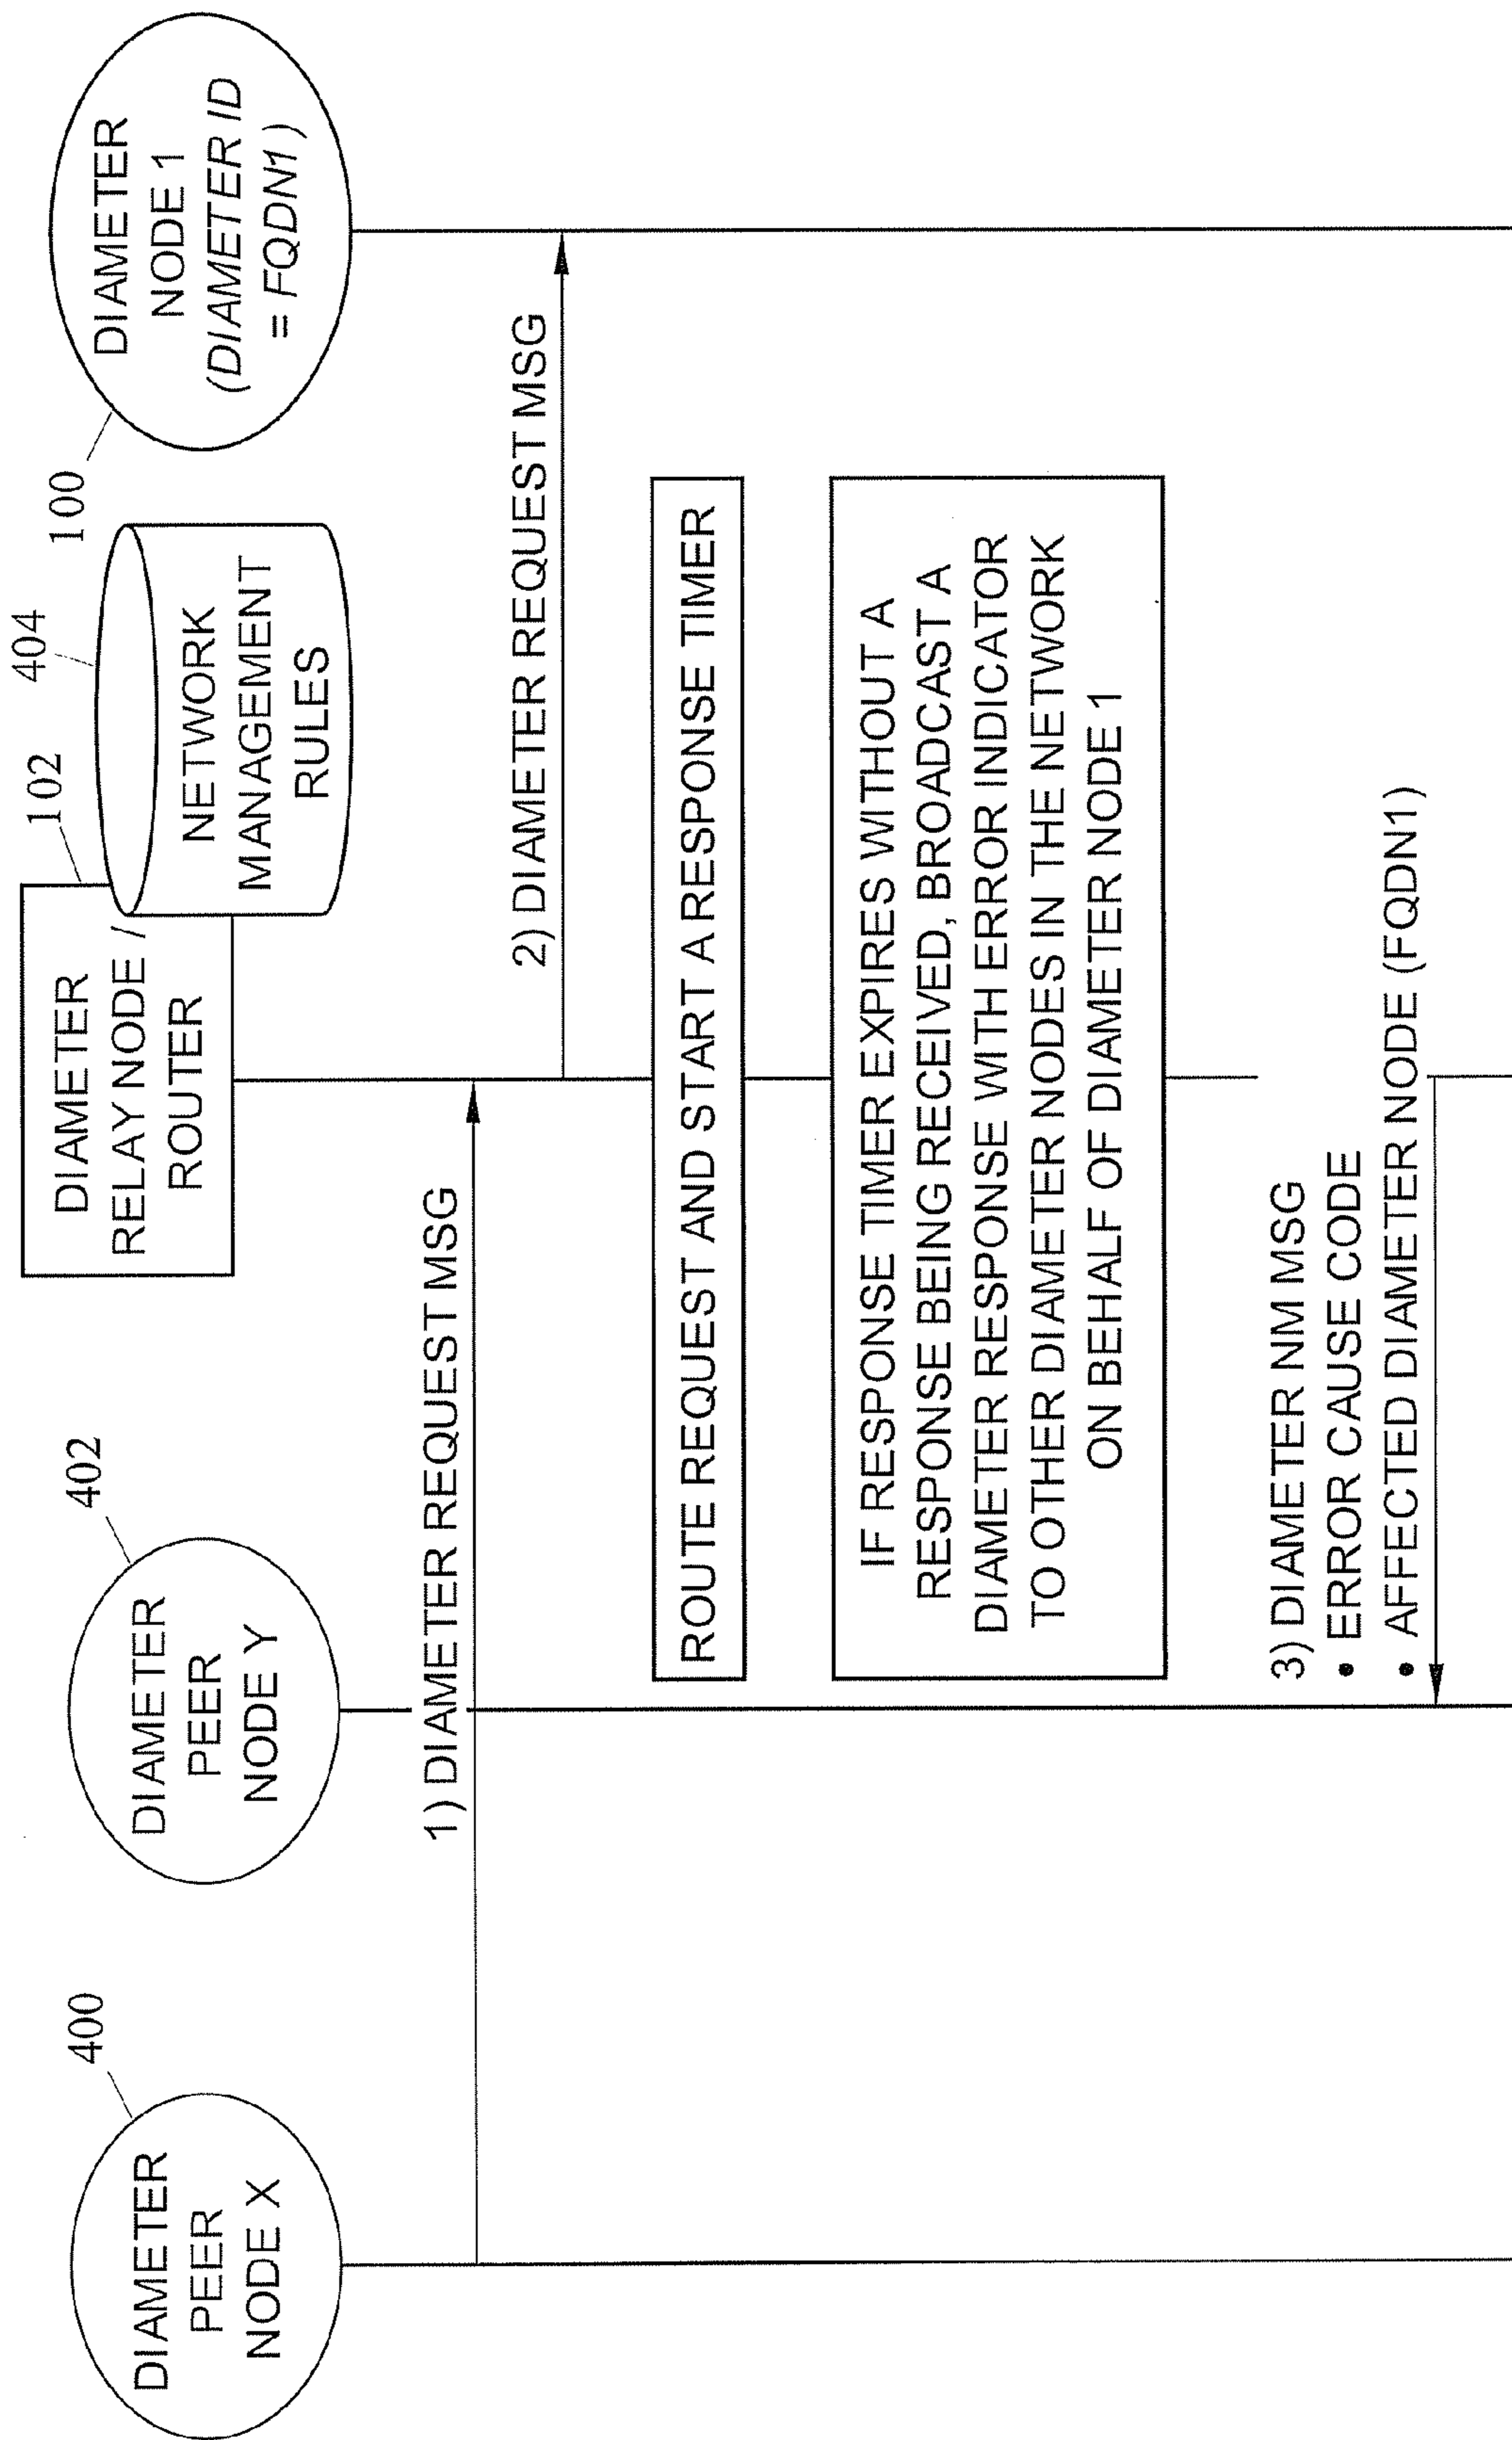 400
DIAMETER
PEER
NODE X
402
DIAMETER
PEER
NODE Y
102
DIAMETER
RELAY NODE /
ROUTER
404
NETWORK
MANAGEMENT
RULES
100
DIAMETER
NODE 1
(DIAMETER ID
= FQDN1)
1) DIAMETER REQUEST MSG
2) DIAMETER REQUEST MSG
ROUTE REQUEST AND START A RESPONSE TIMER
IF RESPONSE TIMER EXPIRES WITHOUT A
RESPONSE BEING RECEIVED, BROADCAST A
DIAMETER RESPONSE WITH ERROR INDICATOR
TO OTHER DIAMETER NODES IN THE NETWORK
ON BEHALF OF DIAMETER NODE 1
3) DIAMETER NM MSG
• ERROR CAUSE CODE
• AFFECTED DIAMETER NODE (FQDN1)